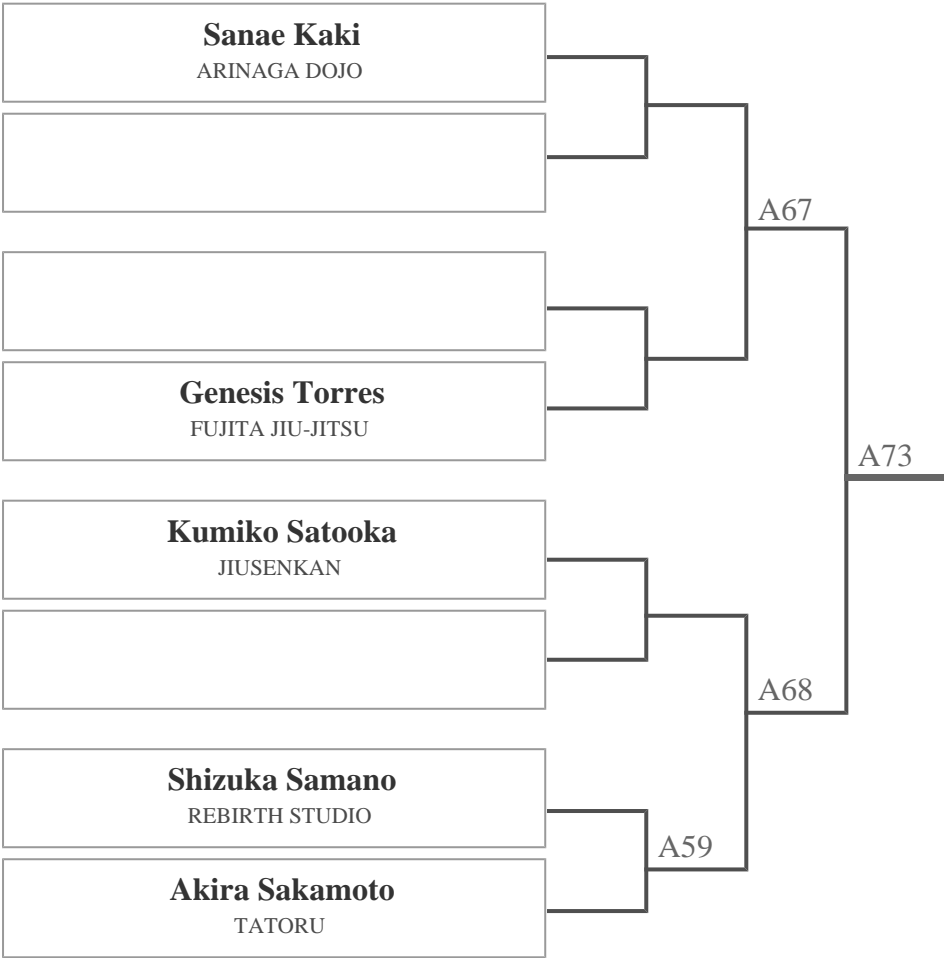 Sanae Kaki
ARINAGA DOJO
A67
Genesis Torres
FUJITA JIU-JITSU
A73
Kumiko Satooka
JIUSENKAN
A68
Shizuka Samano
REBIRTH STUDIO
A59
Akira Sakamoto
TATORU